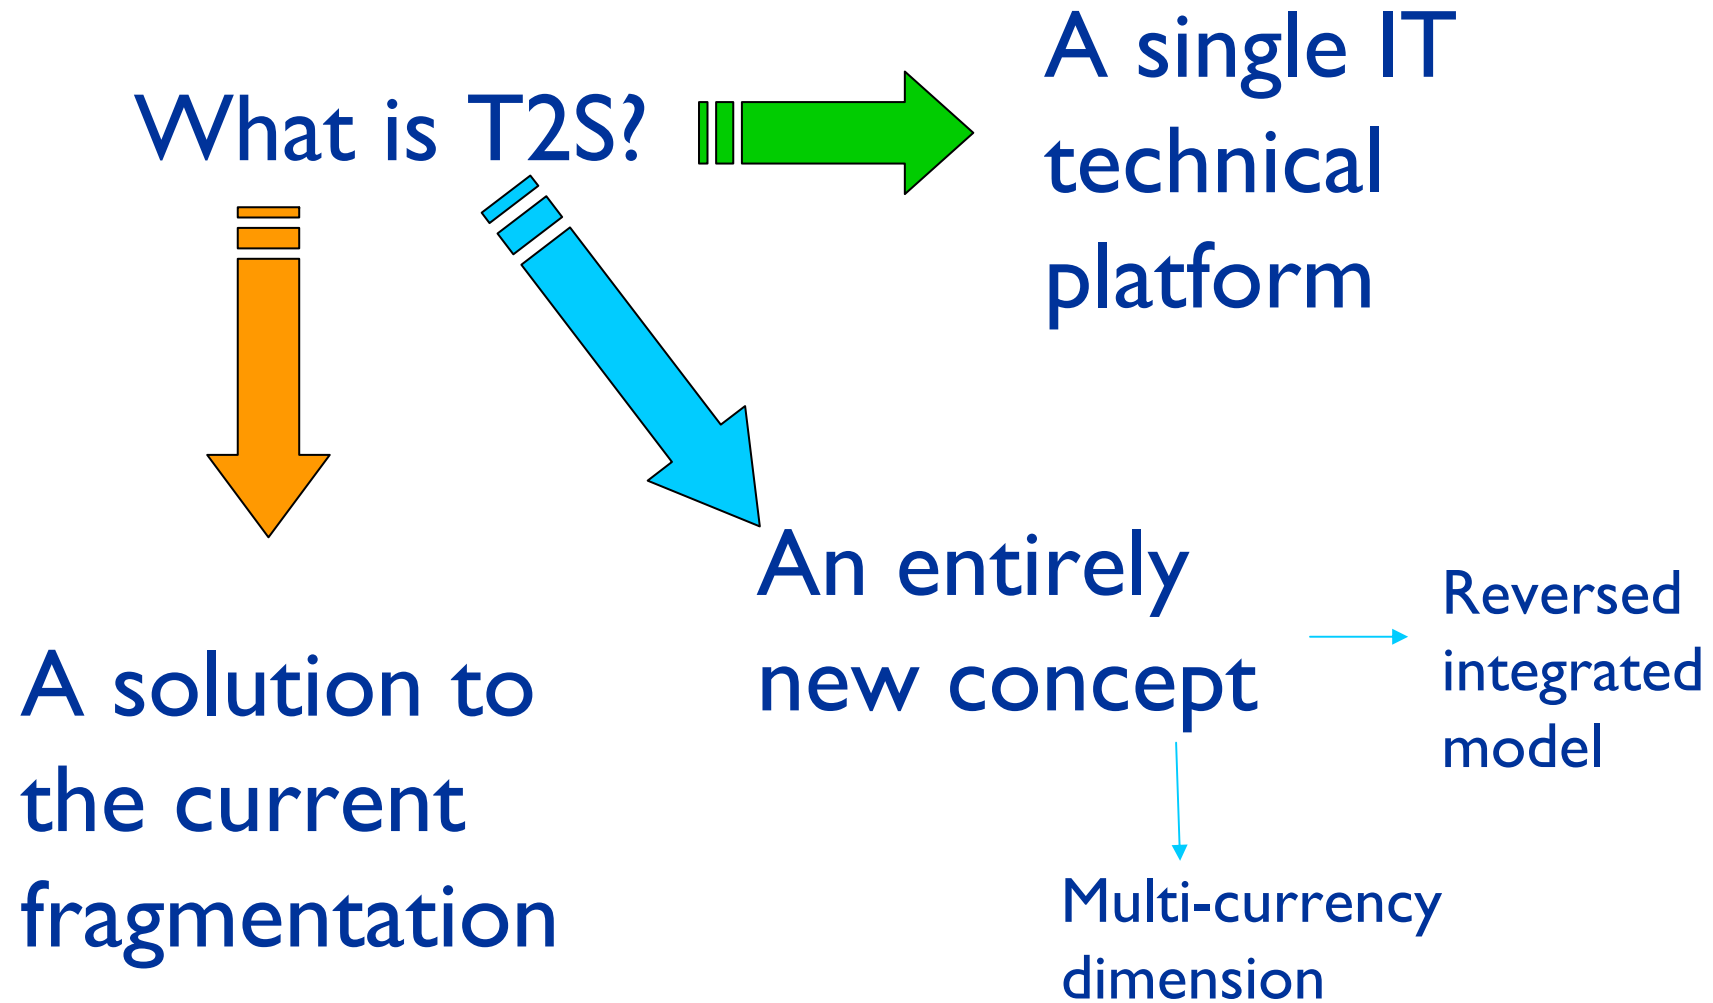 What is T2S?
A single IT
technical
platform
An entirely
new concept
Reversed
integrated
model
A solution to
the current
fragmentation
Multi-currency
dimension